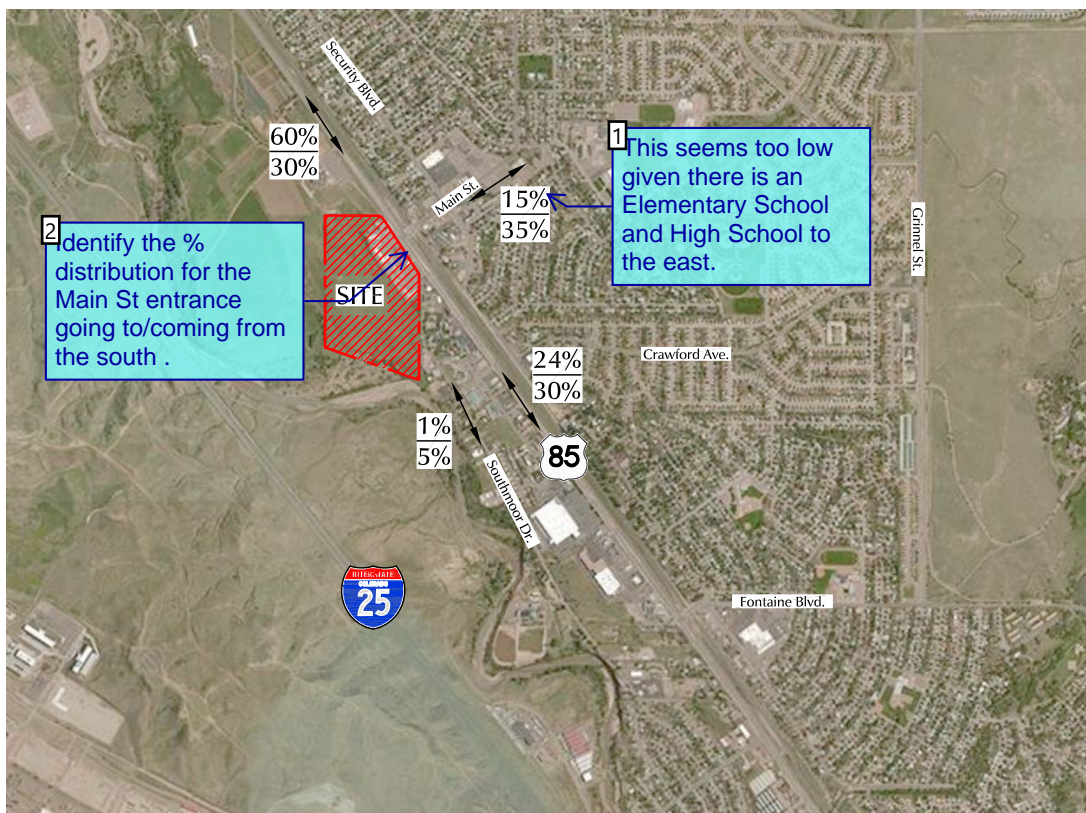 Security Blvd.
60%
30%
1
This seems too low
given there is an
Elementary School
and High School to
the east.
Main St.
15%
35%
2
Identify the %
distribution for the
Main St entrance
going to/coming from
the south .
SITE
Grinnel St.
24%
30%
Crawford Ave.
1%
5%
85
Southmoor Dr.
INTERSTATE
COLORADO
25
Fontaine Blvd.